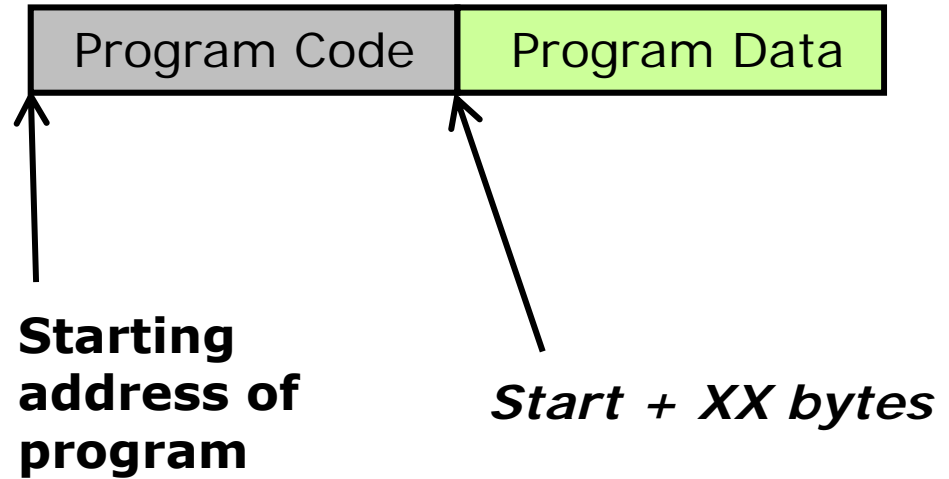 Program Code
Program Data
Starting
address of
program
Start + XX bytes